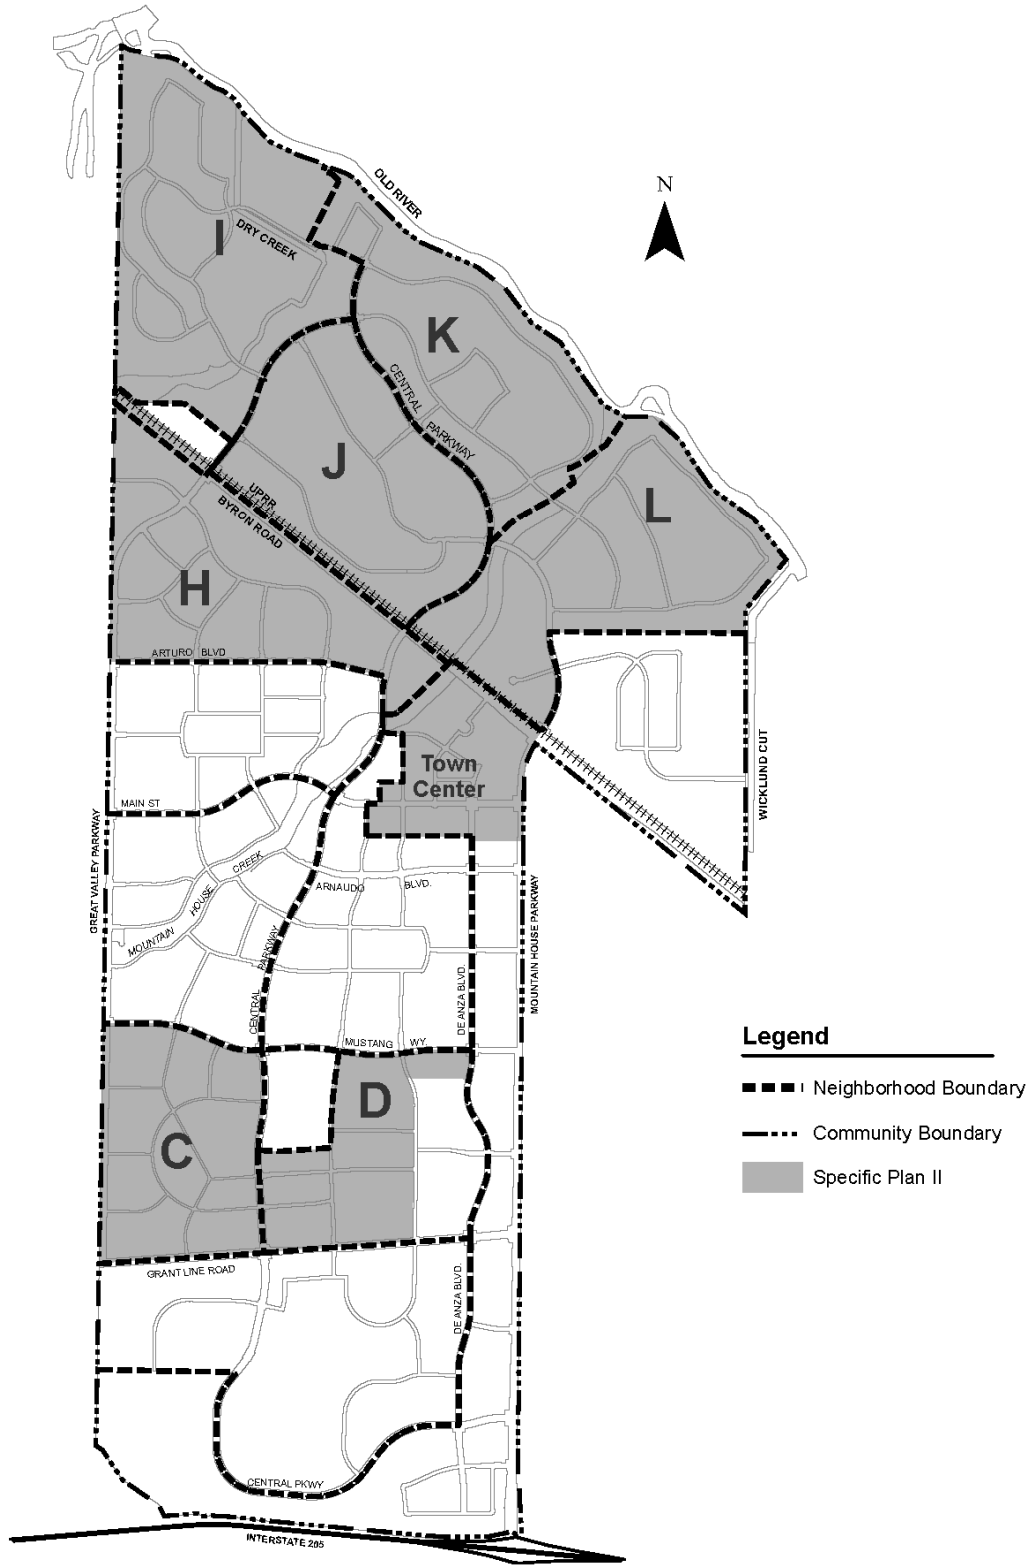 N
OLD RIVER
I
DRY CREEK
K
CENTRAL PARKWAY
J
L
UPRR
BYRON ROAD
H
ARTURO BLVD
Town
Center
WICKLUND CUT
MAIN ST
GREAT VALLEY PARKWAY
MOUNTAIN HOUSE CREEK
ARNAUDO BLVD.
CENTRAL PARKWAY
MOUNTAIN HOUSE PARKWAY
DE ANZA BLVD.
MUSTANG WY.
D
C
GRANT LINE ROAD
DE ANZA BLVD.
CENTRAL PKWY
INTERSTATE 205
Legend
Neighborhood Boundary
Community Boundary
Specific Plan II